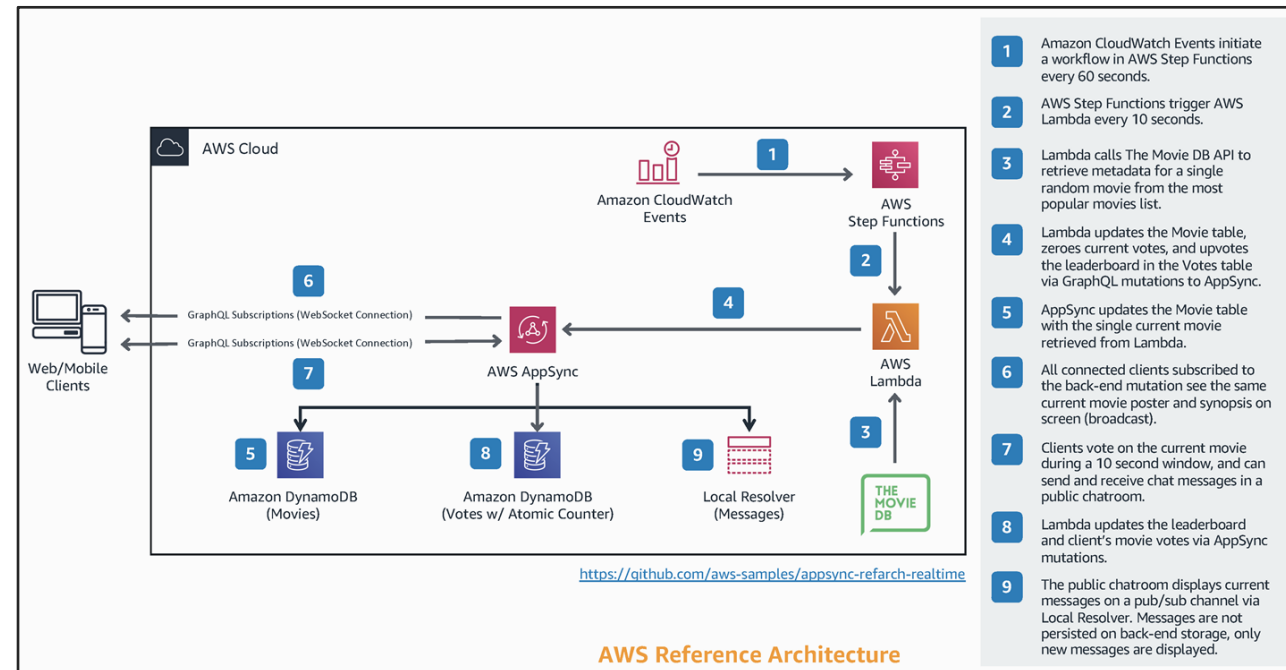 AWS Cloud
1
Amazon CloudWatch
Events
AWS
Step Functions
2
6
4
GraphQL Subscriptions (WebSocket Connection)
GraphQL Subscriptions (WebSocket Connection)
Web/Mobile
Clients
7
AWS AppSync
AWS
Lambda
5
8
9
3
Amazon DynamoDB
(Movies)
Amazon DynamoDB
(Votes w/ Atomic Counter)
Local Resolver
(Messages)
THE
MOVIE
DB
https://github.com/aws-samples/appsync-refarch-realtime
AWS Reference Architecture
1
Amazon CloudWatch Events initiate
a workflow in AWS Step Functions
every 60 seconds.
2
AWS Step Functions trigger AWS
Lambda every 10 seconds.
3
Lambda calls The Movie DB API to
retrieve metadata for a single
random movie from the most
popular movies list.
4
Lambda updates the Movie table,
zeroes current votes, and upvotes
the leaderboard in the Votes table
via GraphQL mutations to AppSync.
5
AppSync updates the Movie table
with the single current movie
retrieved from Lambda.
6
All connected clients subscribed to
the back-end mutation see the same
current movie poster and synopsis on
screen (broadcast).
7
Clients vote on the current movie
during a 10 second window, and can
send and receive chat messages in a
public chatroom.
8
Lambda updates the leaderboard
and client's movie votes via AppSync
mutations.
9
The public chatroom displays current
messages on a pub/sub channel via
Local Resolver. Messages are not
persisted on back-end storage, only
new messages are displayed.